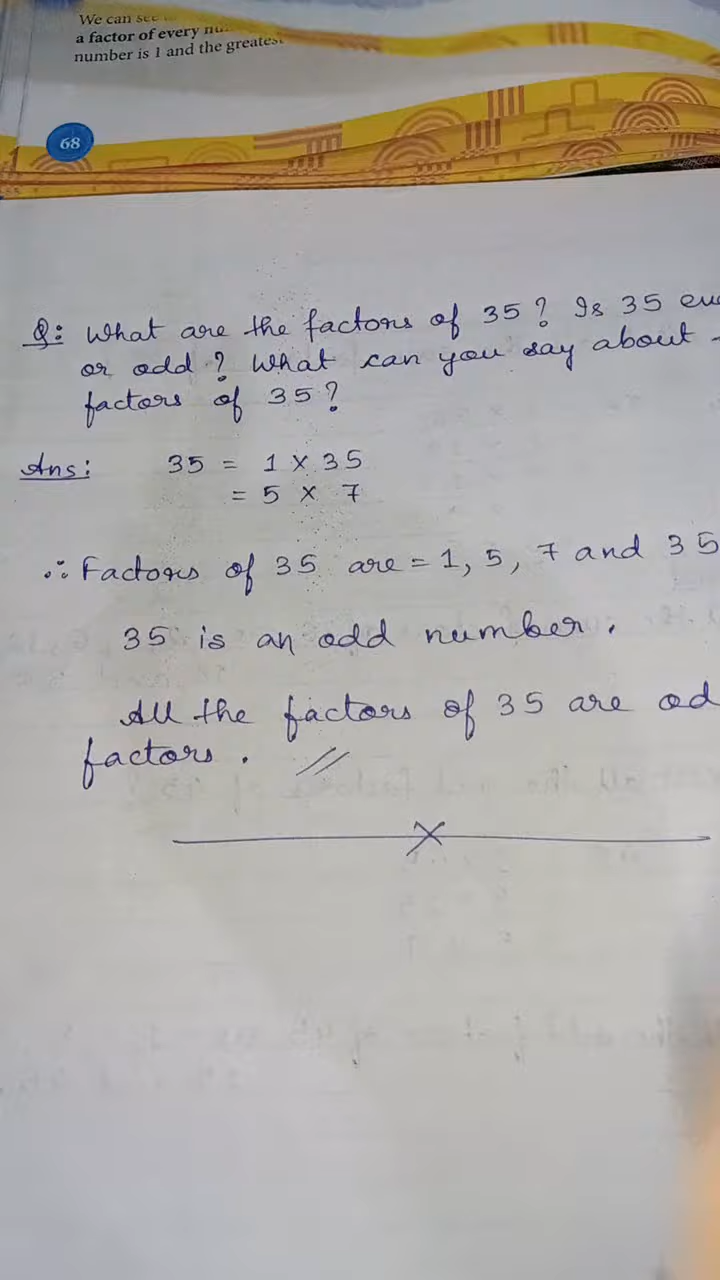 We can see
a factor of every nu
number is 1 and the greatest
68
Q: What are the factors of 35? Is 35 eve
or odd? What can you say about
factors of 35?
Ans: 35 = 1 × 35
= 5 × 7
∴ Factors of 35 are = 1, 5, 7 and 35
35 is an odd number.
All the factors of 35 are od
factors.